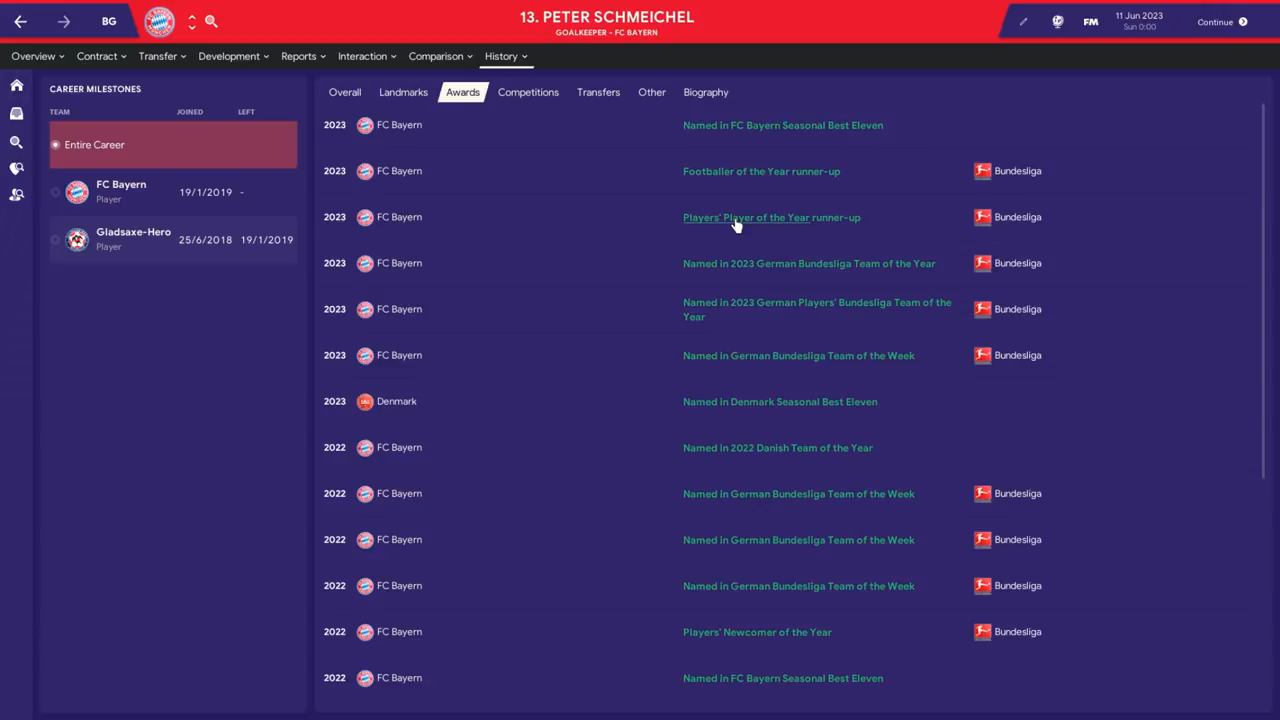 BG
13. PETER SCHMEICHEL
GOALKEEPER - FC BAYERN
FM
11 Jun 2023
Sun 0:00
Continue
Overview
Contract
Transfer
Development
Reports
Interaction
Comparison
History
CAREER MILESTONES
TEAM JOINED LEFT
Entire Career
FC Bayern
Player
19/1/2019 -
Gladsaxe-Hero
Player
25/6/2018 19/1/2019
Overall Landmarks Awards Competitions Transfers Other Biography
2023 FC Bayern Named in FC Bayern Seasonal Best Eleven
2023 FC Bayern Footballer of the Year runner-up Bundesliga
2023 FC Bayern Players' Player of the Year runner-up Bundesliga
2023 FC Bayern Named in 2023 German Bundesliga Team of the Year Bundesliga
2023 FC Bayern Named in 2023 German Players' Bundesliga Team of the
Year Bundesliga
2023 FC Bayern Named in German Bundesliga Team of the Week Bundesliga
2023 Denmark Named in Denmark Seasonal Best Eleven
2022 FC Bayern Named in 2022 Danish Team of the Year
2022 FC Bayern Named in German Bundesliga Team of the Week Bundesliga
2022 FC Bayern Named in German Bundesliga Team of the Week Bundesliga
2022 FC Bayern Named in German Bundesliga Team of the Week Bundesliga
2022 FC Bayern Players' Newcomer of the Year Bundesliga
2022 FC Bayern Named in FC Bayern Seasonal Best Eleven